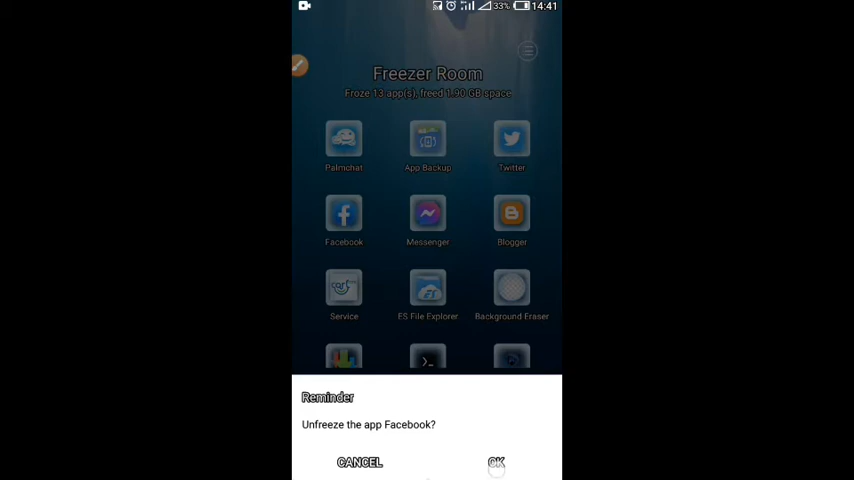 33% 14:41
Freezer Room
Froze 13 app(s), freed 1.90 GB space
Palmchat App Backup Twitter
Facebook Messenger Blogger
Service ES File Explorer Background Eraser
Reminder
Unfreeze the app Facebook?
CANCEL OK